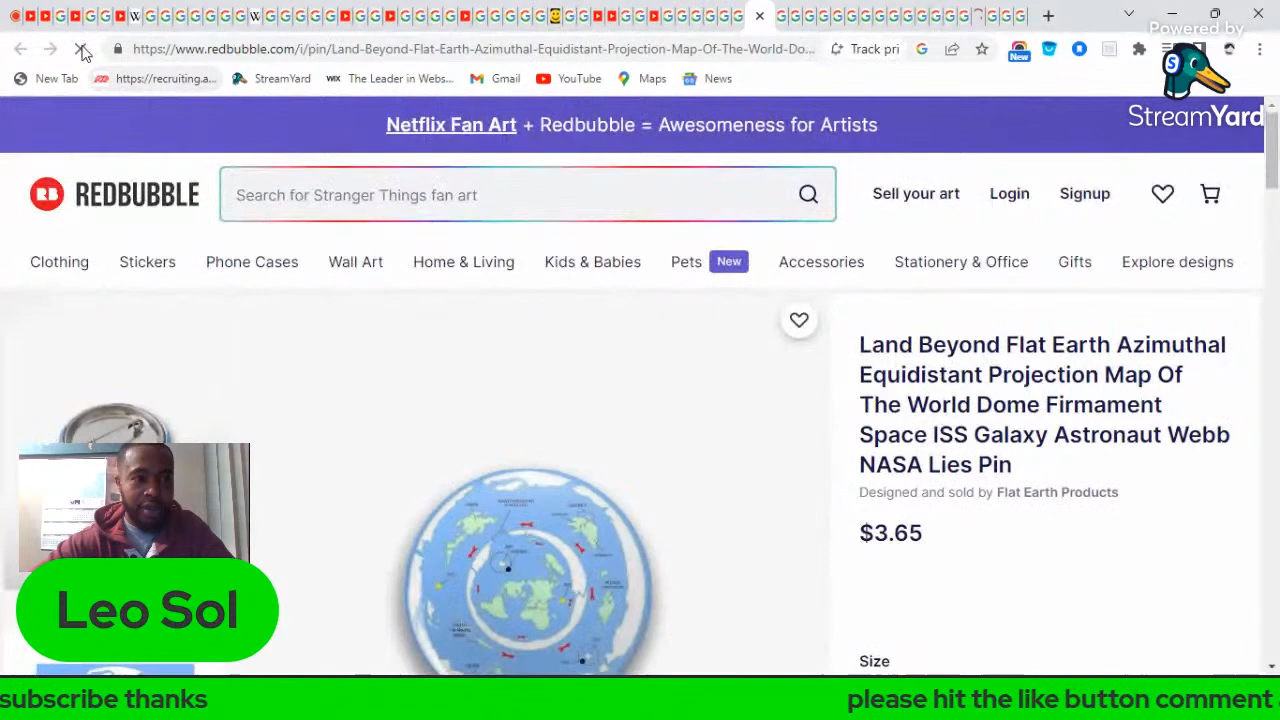 Powered by
StreamYard
https://www.redbubble.com/i/pin/Land-Beyond-Flat-Earth-Azimuthal-Equidistant-Projection-Map-Of-The-World-Do...
Track pri
New
New Tab
https://recruiting.a...
StreamYard
WIX
The Leader in Webs...
Gmail
YouTube
Maps
News
Netflix Fan Art + Redbubble = Awesomeness for Artists
RB REDBUBBLE
Search for Stranger Things fan art
Sell your art
Login
Signup
Clothing
Stickers
Phone Cases
Wall Art
Home & Living
Kids & Babies
Pets
New
Accessories
Stationery & Office
Gifts
Explore designs
Land Beyond Flat Earth Azimuthal
Equidistant Projection Map Of
The World Dome Firmament
Space ISS Galaxy Astronaut Webb
NASA Lies Pin
Designed and sold by Flat Earth Products
$3.65
Size
Leo Sol
subscribe thanks
please hit the like button comment